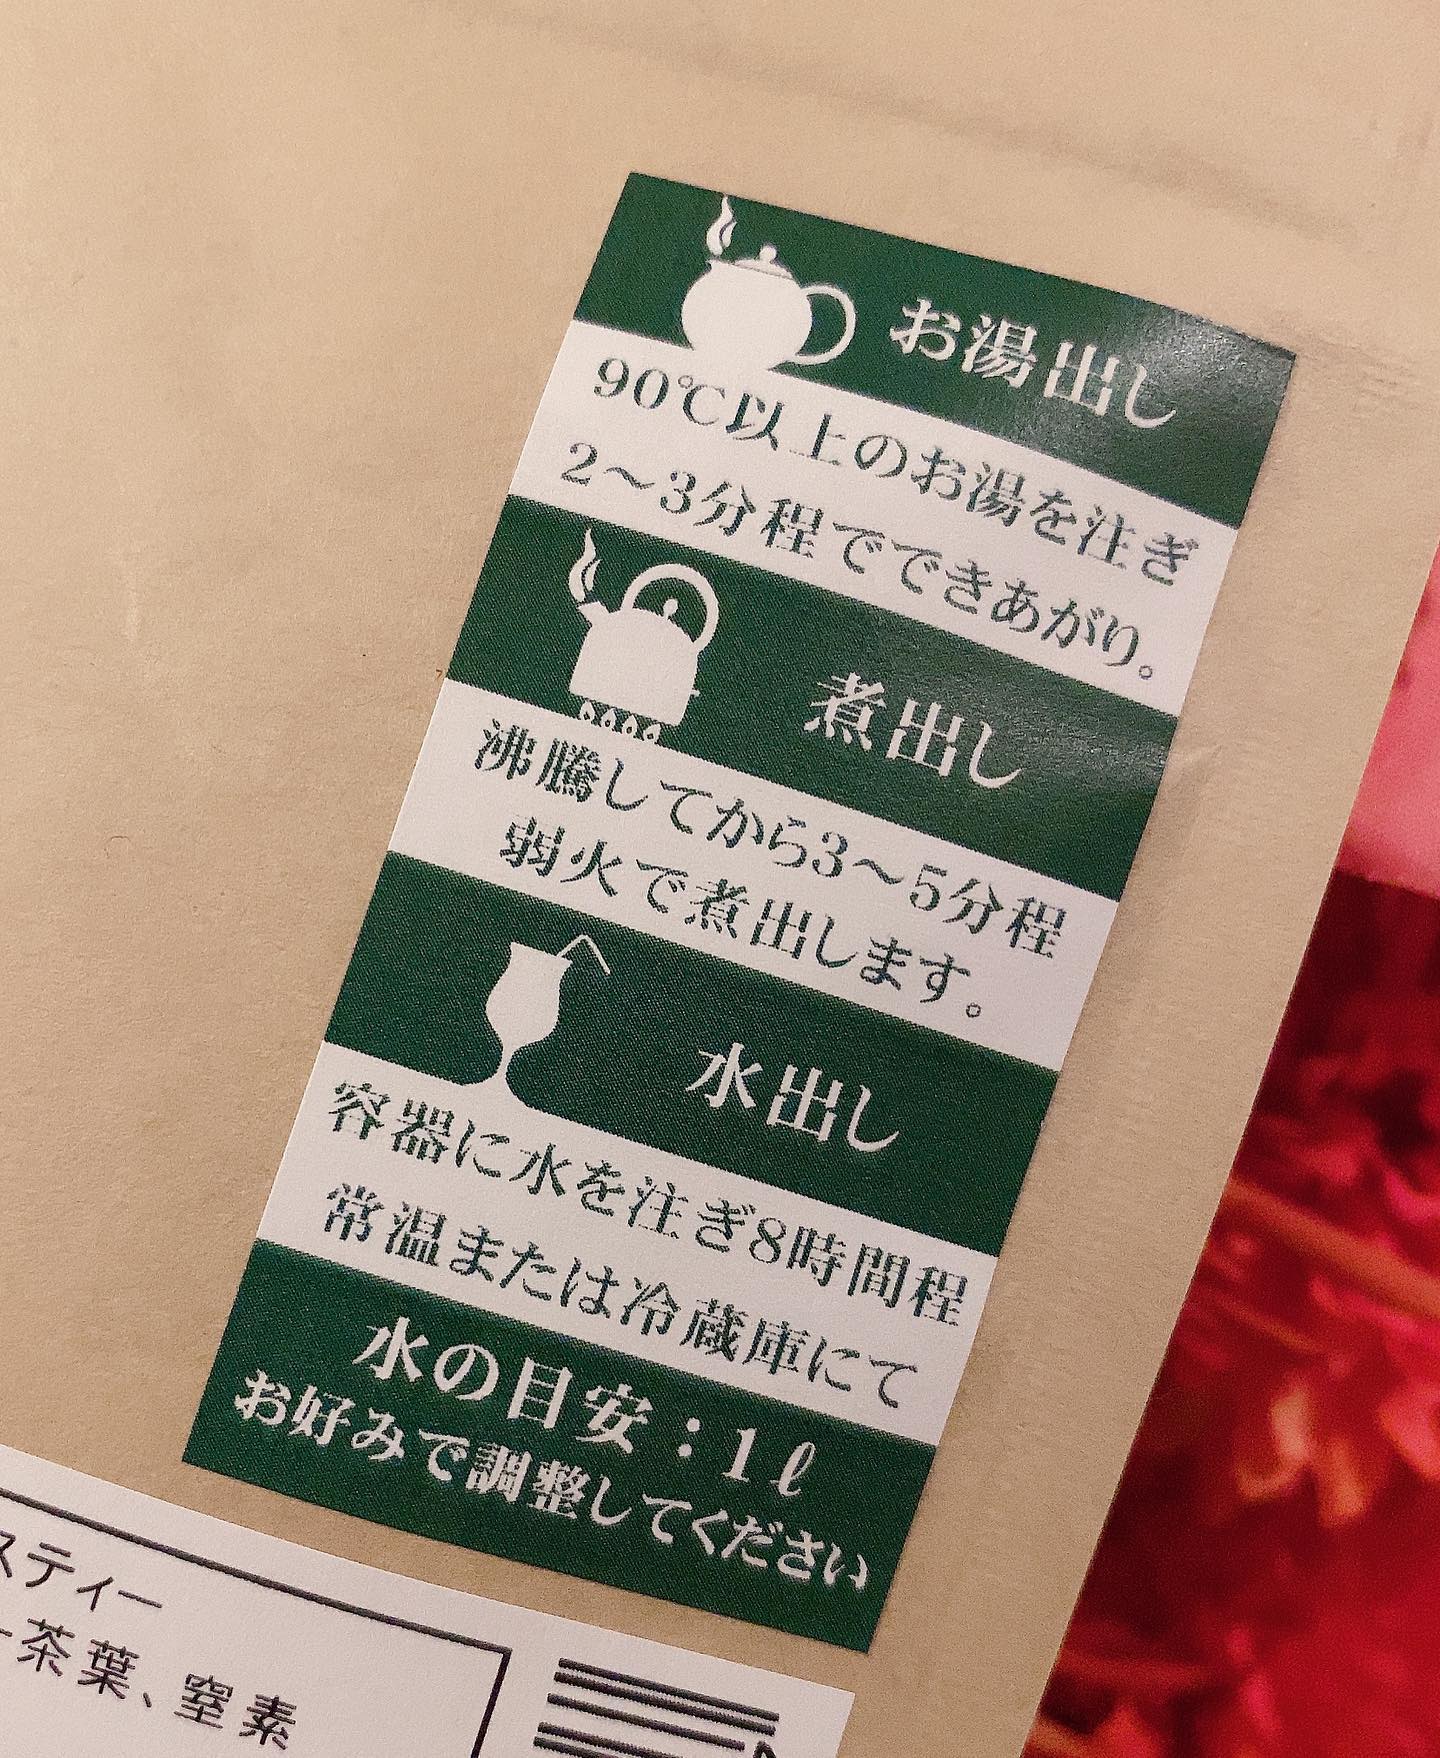 お湯出し
90℃以上のお湯を注ぎ
2〜3分程でできあがり。
煮出し
沸騰してから3〜5分程
弱火で煮出します。
水出し
容器に水を注ぎ8時間程
常温または冷蔵庫にて
水の目安：1ℓ
お好みで調整してください
スティー
茶葉、窒素